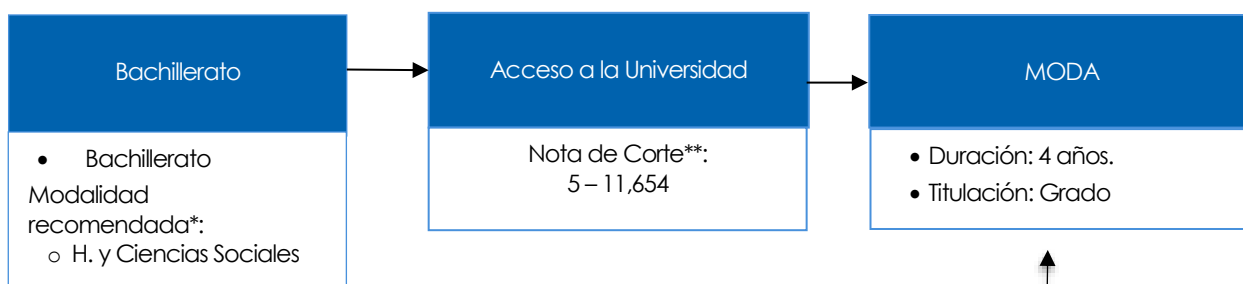 Bachillerato
• Bachillerato
Modalidad
recomendada*:
o H. y Ciencias Sociales
Acceso a la Universidad
Nota de Corte**:
5 – 11,654
MODA
• Duración: 4 años.
• Titulación: Grado